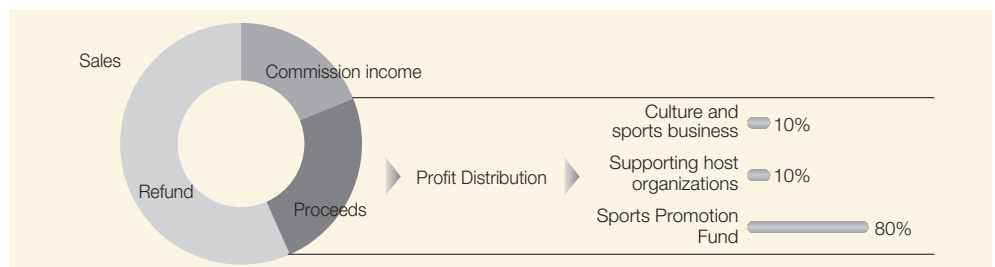 Sales
Commission income
Refund
Proceeds
Profit Distribution
Culture and
sports business
10%
Supporting host
organizations
10%
Sports Promotion
Fund
80%